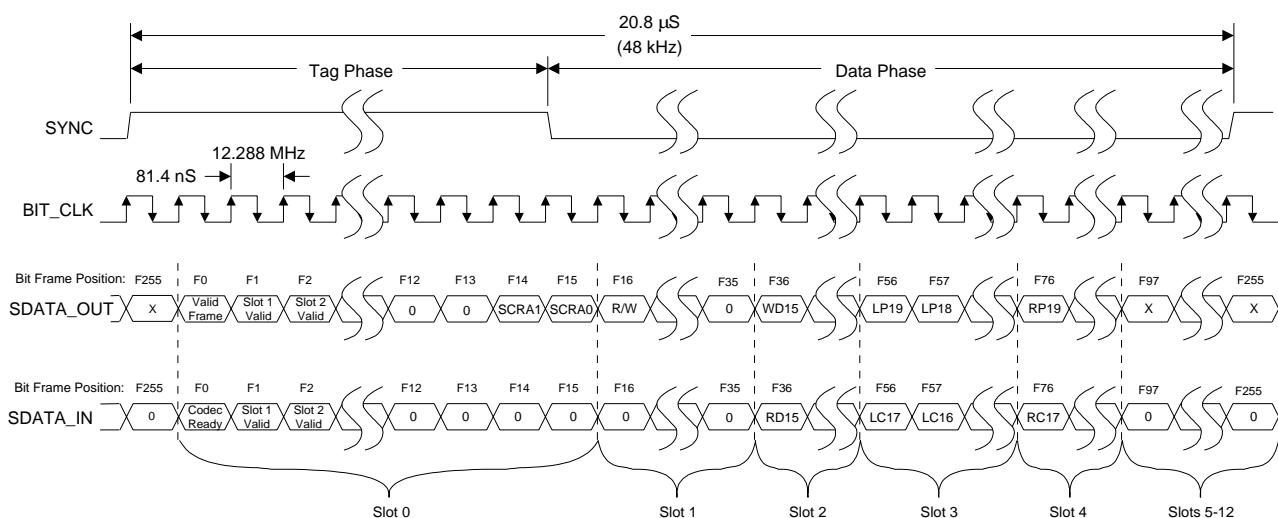 20.8 µS
(48 kHz)
Tag Phase
Data Phase
SYNC
12.288 MHz
81.4 nS
BIT_CLK
Bit Frame Position: F255 F0 F1 F2 F12 F13 F14 F15 F16 F35 F36 F56 F57 F76 F97 F255
SDATA_OUT X Valid Frame Slot 1 Valid Slot 2 Valid 0 0 SCRA1 SCRA0 R/W 0 WD15 LP19 LP18 RP19 X X
Bit Frame Position: F255 F0 F1 F2 F12 F13 F14 F15 F16 F35 F36 F56 F57 F76 F97 F255
SDATA_IN 0 Codec Ready Slot 1 Valid Slot 2 Valid 0 0 0 0 0 0 RD15 LC17 LC16 RC17 0 0
Slot 0 Slot 1 Slot 2 Slot 3 Slot 4 Slots 5-12